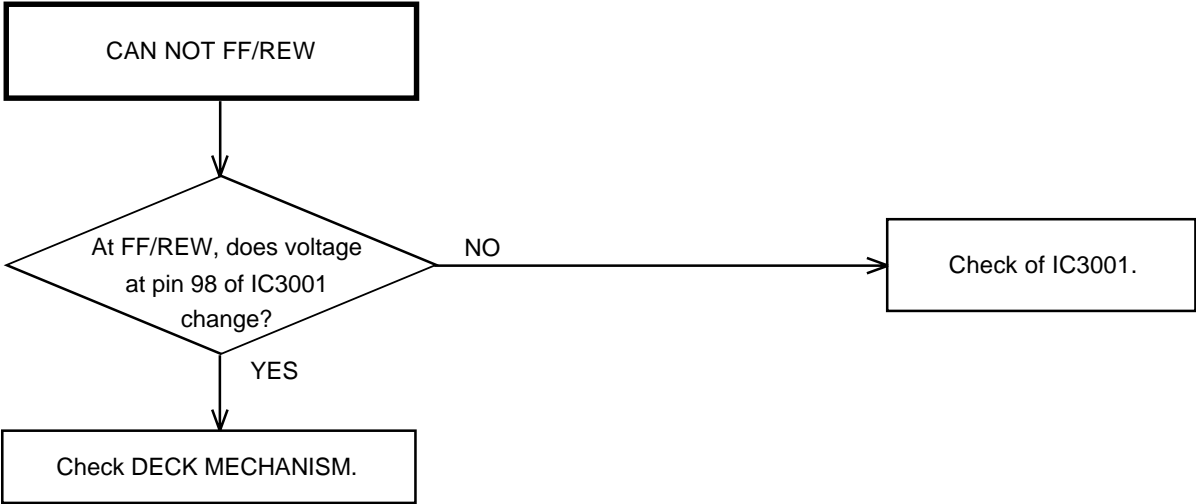 CAN NOT FF/REW
At FF/REW, does voltage
at pin 98 of IC3001
change?
NO
Check of IC3001.
YES
Check DECK MECHANISM.